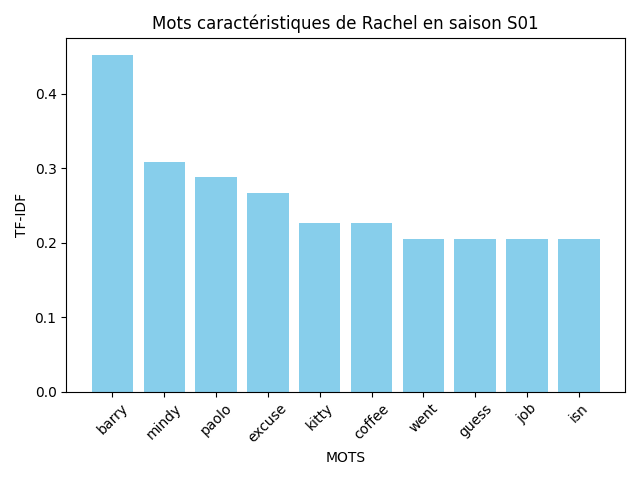 Mots caractéristiques de Rachel en saison S01
TF-IDF
0.4
0.3
0.2
0.1
0.0
barry
mindy
paolo
excuse
kitty
coffee
went
guess
job
isn
MOTS